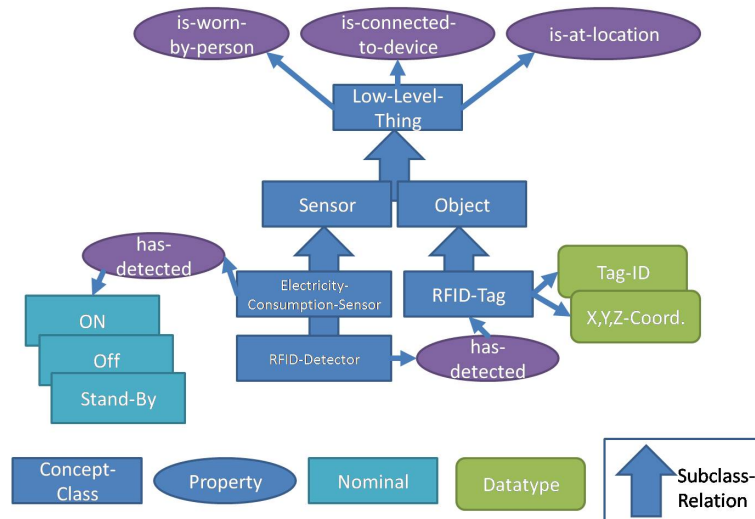 is-worn-
by-person
is-connected-
to-device
is-at-location
Low-Level-
Thing
Sensor
Object
has-
detected
Electricity-
Consumption-Sensor
RFID-Tag
Tag-ID
X,Y,Z-Coord.
ON
Off
Stand-By
RFID-Detector
has-
detected
Concept-
Class
Property
Nominal
Datatype
Subclass-
Relation